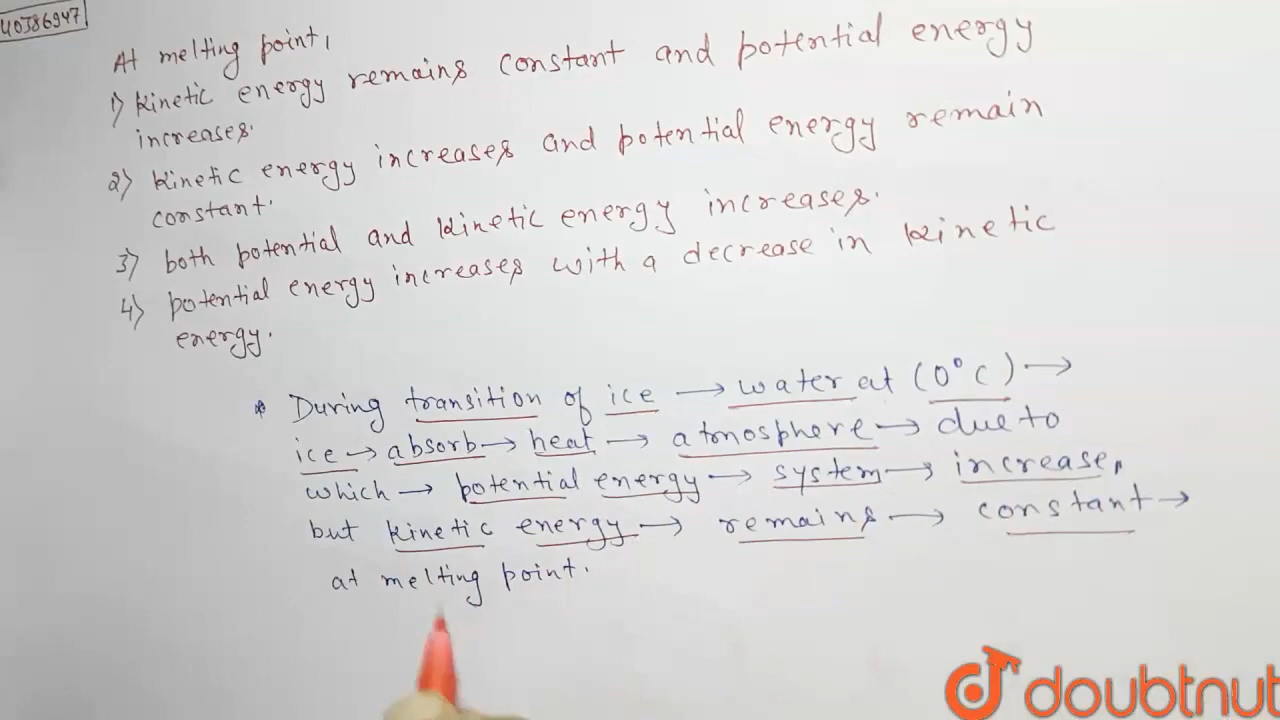 40386947
At melting point,
1) kinetic energy remains constant and potential energy
increases.
2) kinetic energy increases and potential energy remain
constant.
3) both potential and kinetic energy increases.
4) potential energy increases with a decrease in kinetic
energy.
* During transition of ice → water at (0°C) →
ice → absorb → heat → atmosphere → due to
which → potential energy → system → increase,
but kinetic energy → remains → constant →
at melting point.
doubtnut